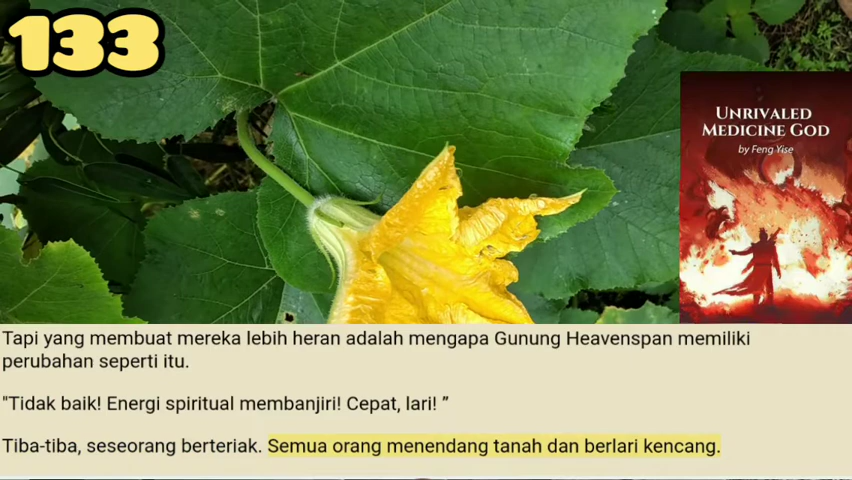 133
UNRIVALED
MEDICINE GOD
by Feng Yise
Tapi yang membuat mereka lebih heran adalah mengapa Gunung Heavenspan memiliki
perubahan seperti itu.
"Tidak baik! Energi spiritual membanjiri! Cepat, lari! ”
Tiba-tiba, seseorang berteriak. Semua orang menendang tanah dan berlari kencang.